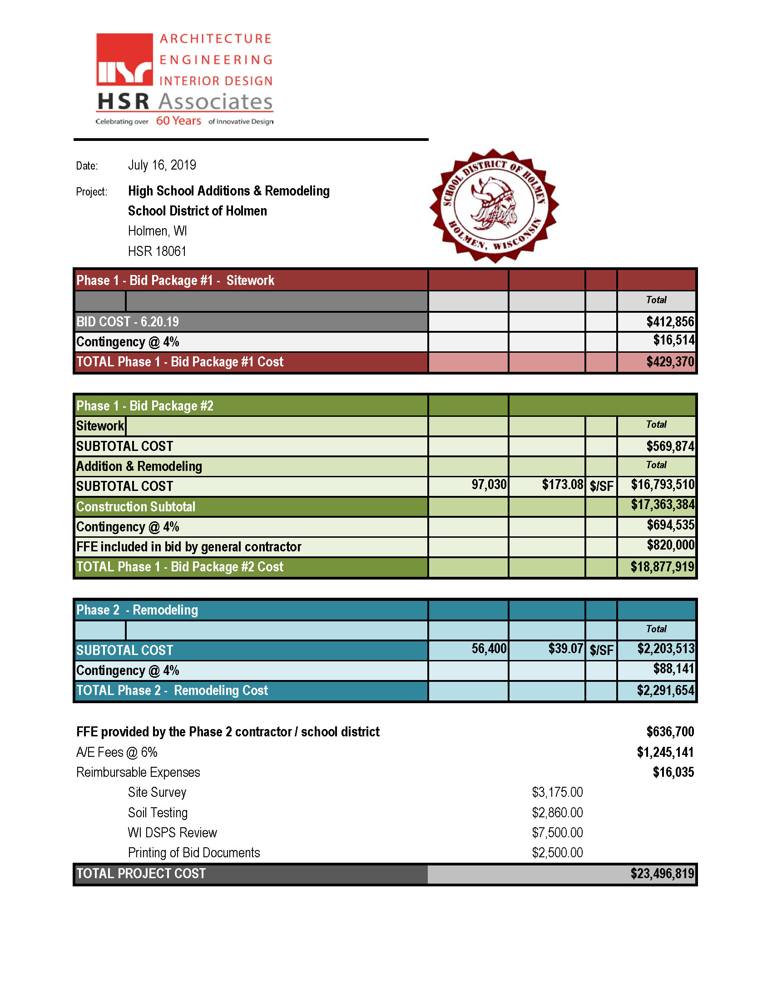 ARCHITECTURE
ENGINEERING
INTERIOR DESIGN
HSR Associates
Celebrating over 60 Years of Innovative Design
Date: July 16, 2019
Project: High School Additions & Remodeling
School District of Holmen
Holmen, WI
HSR 18061
SCHOOL DISTRICT OF HOLMEN
HOLMEN, WISCONSIN
Phase 1 - Bid Package #1 - Sitework
Total
BID COST - 6.20.19 $412,856
Contingency @ 4% $16,514
TOTAL Phase 1 - Bid Package #1 Cost $429,370
Phase 1 - Bid Package #2
Sitework Total
SUBTOTAL COST $569,874
Addition & Remodeling Total
SUBTOTAL COST 97,030 $173.08 $/SF $16,793,510
Construction Subtotal $17,363,384
Contingency @ 4% $694,535
FFE included in bid by general contractor $820,000
TOTAL Phase 1 - Bid Package #2 Cost $18,877,919
Phase 2 - Remodeling
Total
SUBTOTAL COST 56,400 $39.07 $/SF $2,203,513
Contingency @ 4% $88,141
TOTAL Phase 2 - Remodeling Cost $2,291,654
FFE provided by the Phase 2 contractor / school district $636,700
A/E Fees @ 6% $1,245,141
Reimbursable Expenses $16,035
Site Survey $3,175.00
Soil Testing $2,860.00
WI DSPS Review $7,500.00
Printing of Bid Documents $2,500.00
TOTAL PROJECT COST $23,496,819